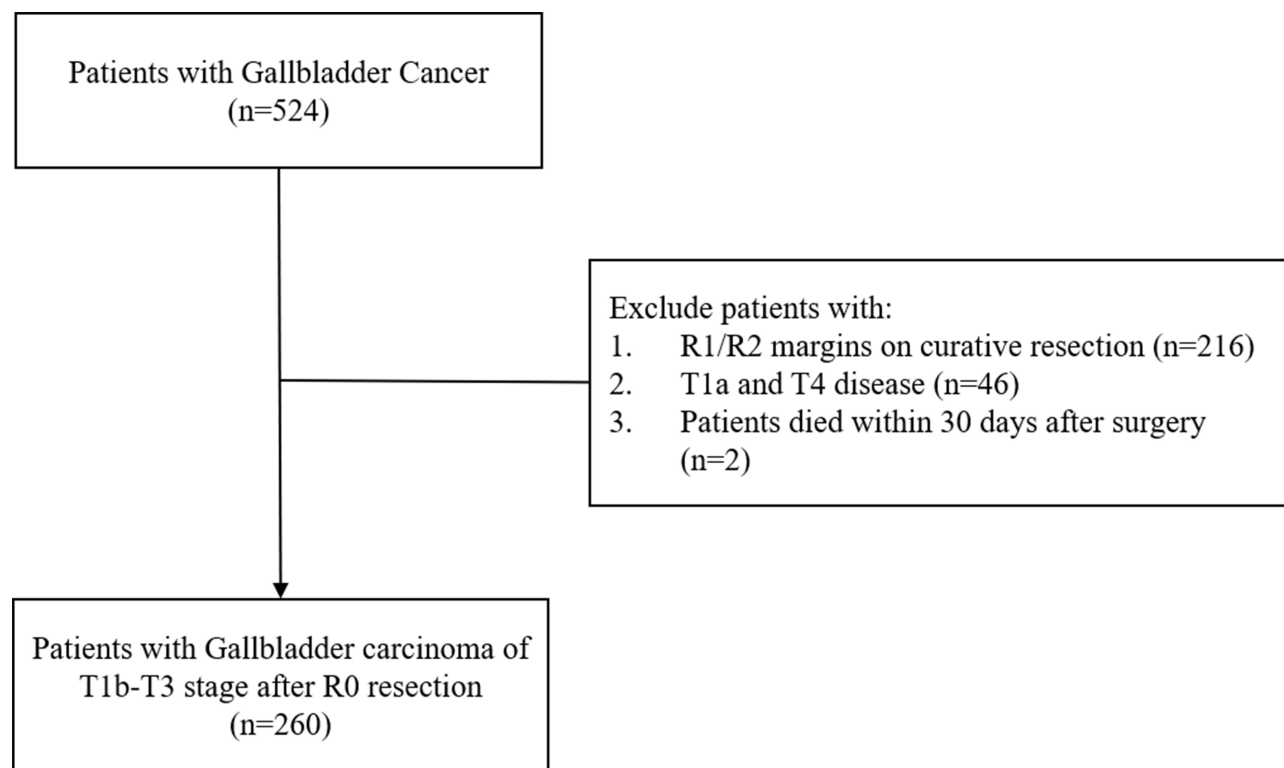 Patients with Gallbladder Cancer
(n=524)
Exclude patients with:
1. R1/R2 margins on curative resection (n=216)
2. T1a and T4 disease (n=46)
3. Patients died within 30 days after surgery
(n=2)
Patients with Gallbladder carcinoma of
T1b-T3 stage after R0 resection
(n=260)